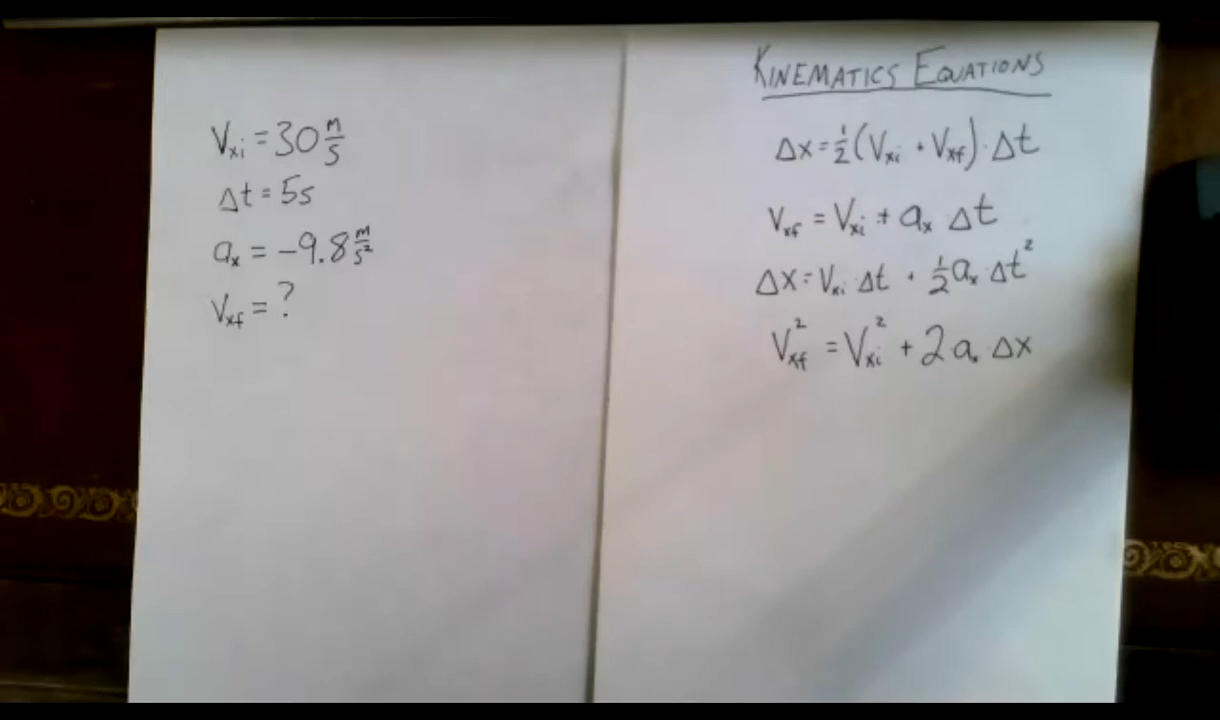 Vxi = 30 m/s
Δt = 5s
ax = -9.8 m/s²
Vxf = ?
KINEMATICS EQUATIONS
Δx = ½(Vxi + Vxf)·Δt
Vxf = Vxi + ax Δt
Δx = Vxi Δt + ½ax Δt²
Vxf² = Vxi² + 2ax Δx